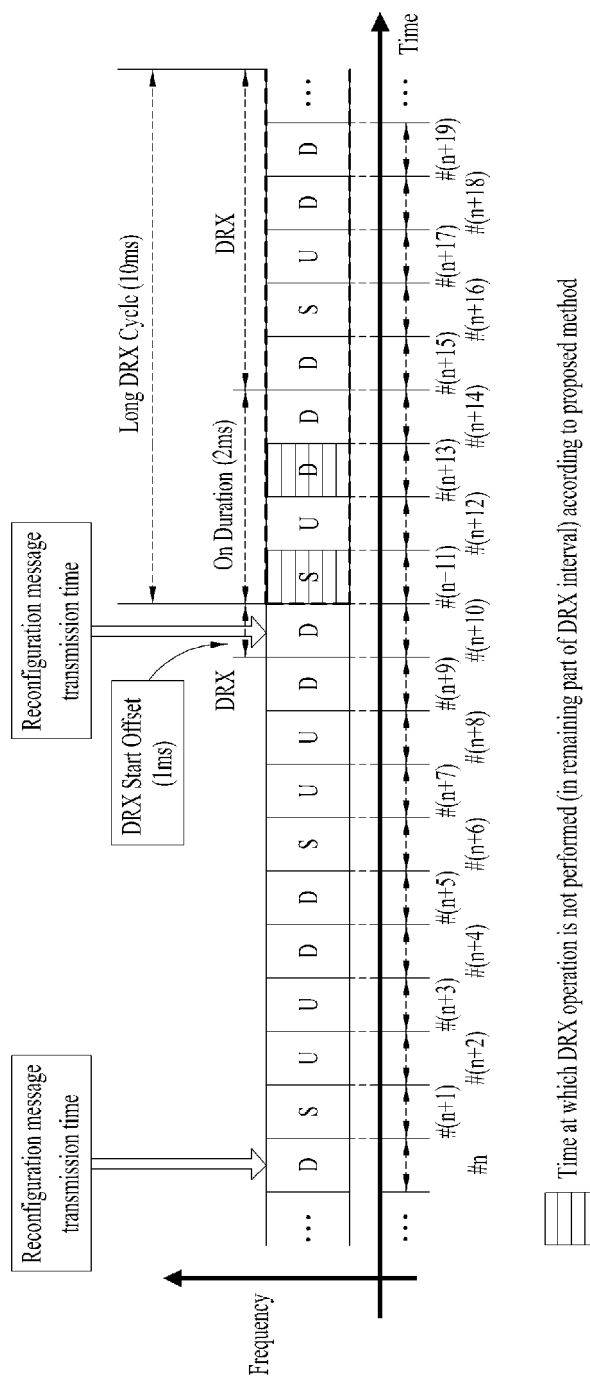 Reconfiguration message
transmission time
Reconfiguration message
transmission time
DRX Start Offset
(1ms)
Long DRX Cycle (10ms)
DRX
On Duration (2ms)
DRX
Frequency
... D S U U D D S U U D D S U D D D S U D D ...
Time
... #n #(n+1) #(n+2) #(n+3) #(n+4) #(n+5) #(n+6) #(n+7) #(n+8) #(n+9) #(n+10) #(n−11) #(n+12) #(n+13) #(n+14) #(n+15) #(n+16) #(n+17) #(n+18) #(n+19) ...
Time at which DRX operation is not performed (in remaining part of DRX interval) according to proposed method